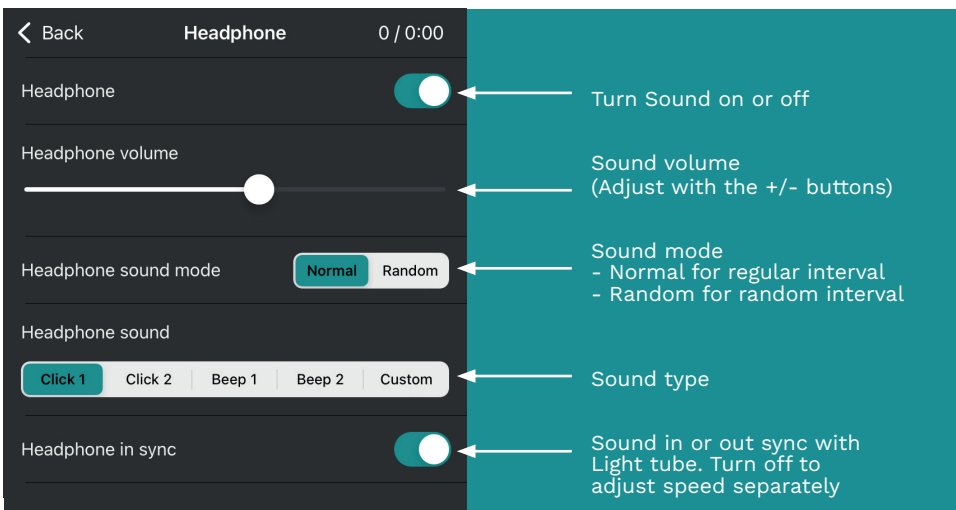 Back Headphone 0 / 0:00
Headphone
Turn Sound on or off
Headphone volume
Sound volume
(Adjust with the +/- buttons)
Headphone sound mode
Normal Random
Sound mode
- Normal for regular interval
- Random for random interval
Headphone sound
Click 1 Click 2 Beep 1 Beep 2 Custom
Sound type
Headphone in sync
Sound in or out sync with
Light tube. Turn off to
adjust speed separately